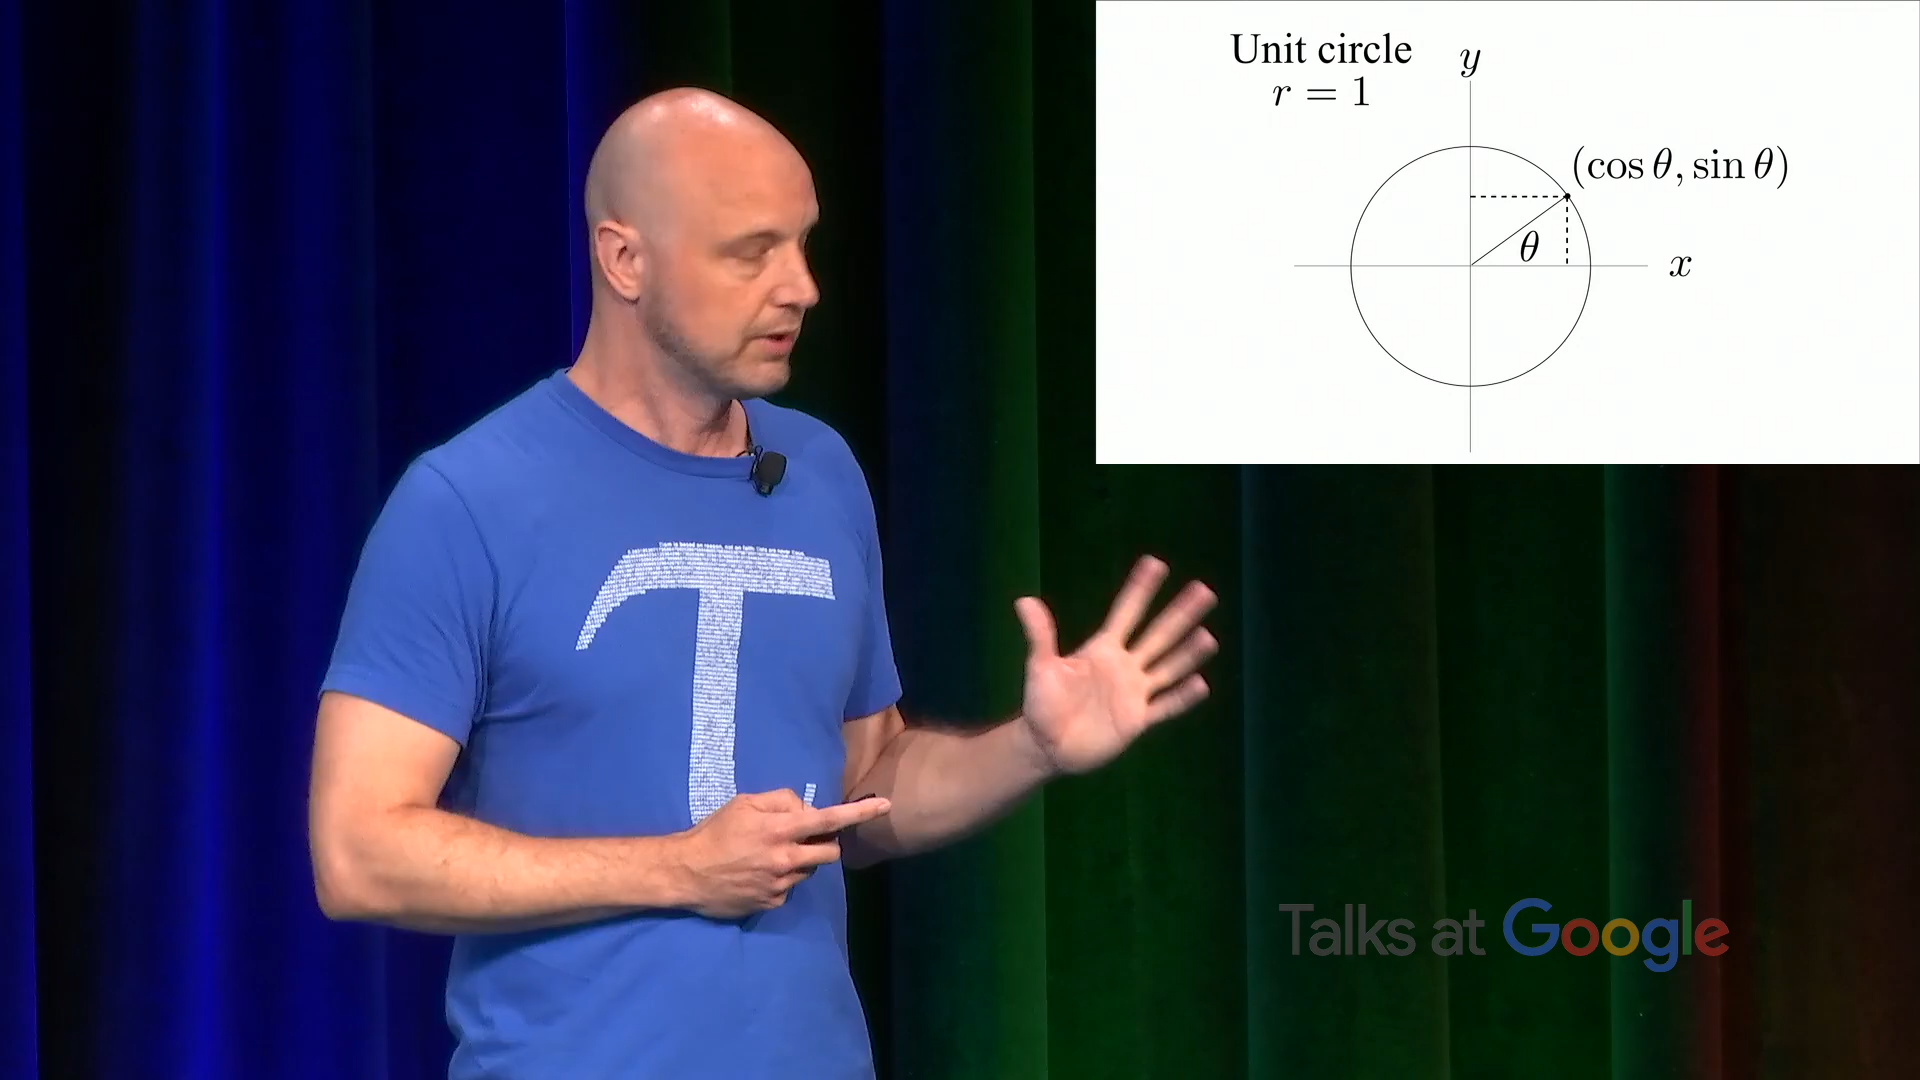 Unit circle
r = 1
y
(cos θ, sin θ)
θ
x
τ
Talks at Google